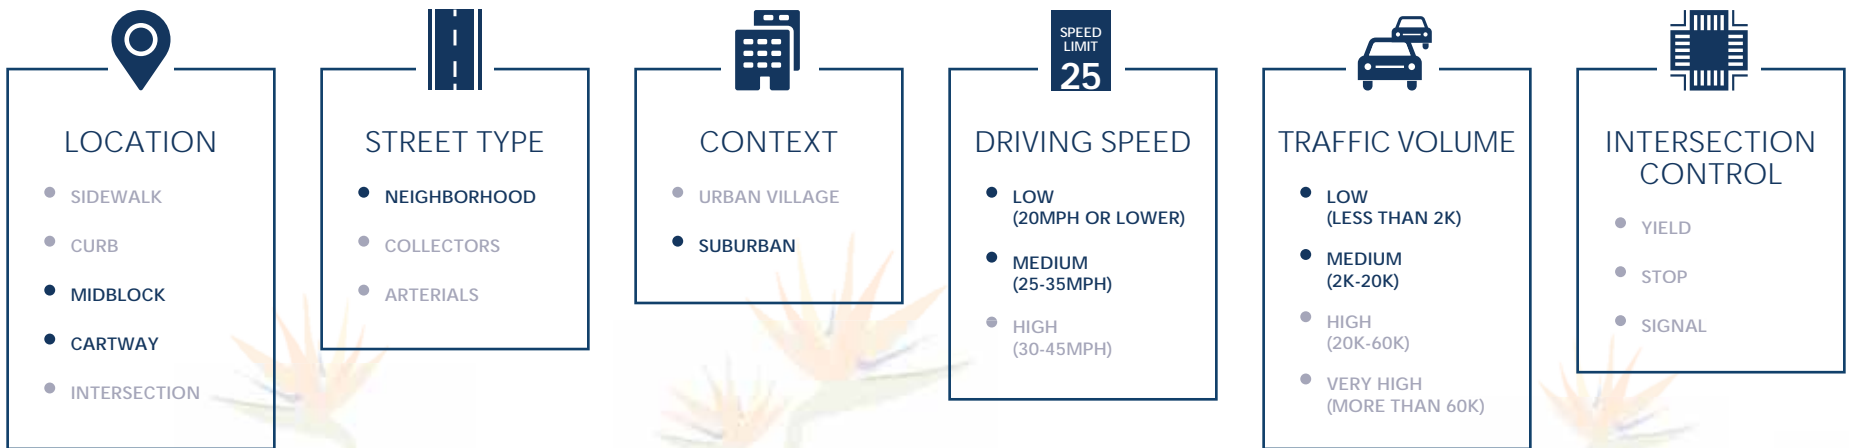 LOCATION
SIDEWALK
CURB
MIDBLOCK
CARTWAY
INTERSECTION
STREET TYPE
NEIGHBORHOOD
COLLECTORS
ARTERIALS
CONTEXT
URBAN VILLAGE
SUBURBAN
SPEED
LIMIT
25
DRIVING SPEED
LOW
(20MPH OR LOWER)
MEDIUM
(25-35MPH)
HIGH
(30-45MPH)
TRAFFIC VOLUME
LOW
(LESS THAN 2K)
MEDIUM
(2K-20K)
HIGH
(20K-60K)
VERY HIGH
(MORE THAN 60K)
INTERSECTION
CONTROL
YIELD
STOP
SIGNAL